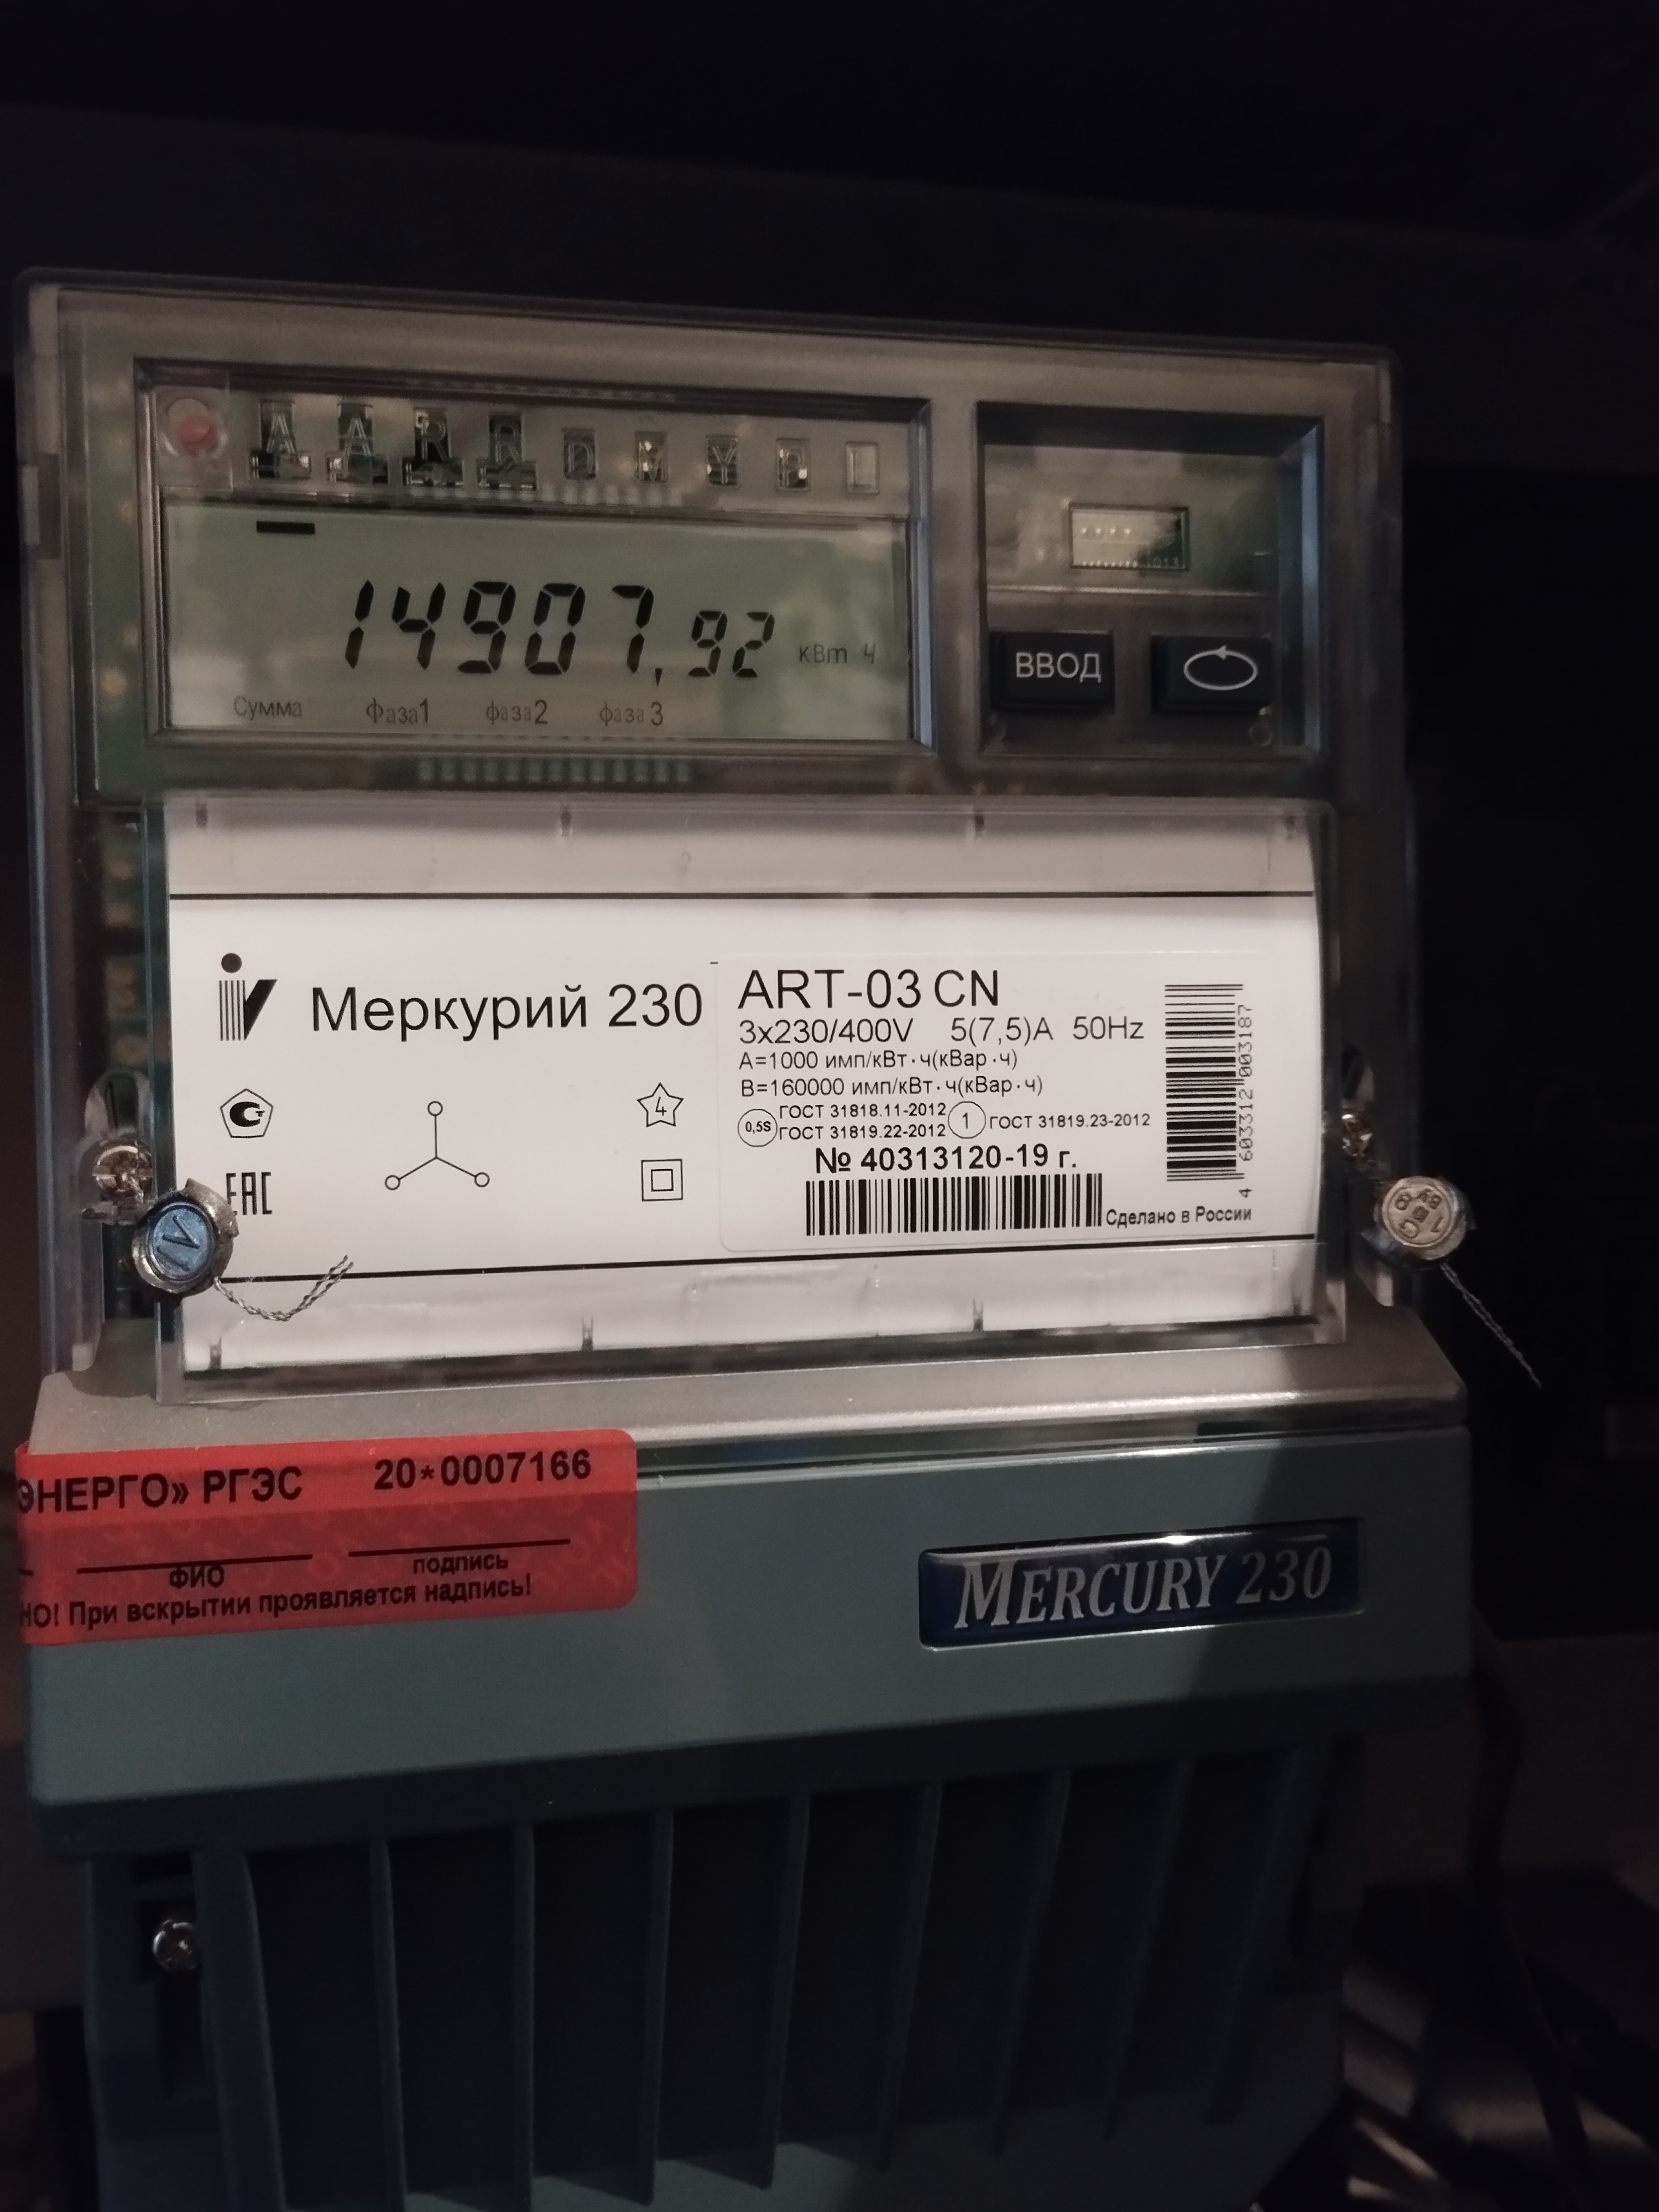 A A R R D M Y P L
14907,92 кВт ч
Сумма фаза1 фаза2 фаза3
ВВОД
Меркурий 230
ART-03 CN
3x230/400V 5(7,5)A 50Hz
A=1000 имп/кВт·ч(кВар·ч)
B=160000 имп/кВт·ч(кВар·ч)
0,5S ГОСТ 31818.11-2012
ГОСТ 31819.22-2012
1 ГОСТ 31819.23-2012
№ 40313120-19 г.
Сделано в России
4 603312 003187
4
EAC
ЭНЕРГО» РГЭС 20*0007166
ФИО подпись
НО! При вскрытии проявляется надпись!
MERCURY 230